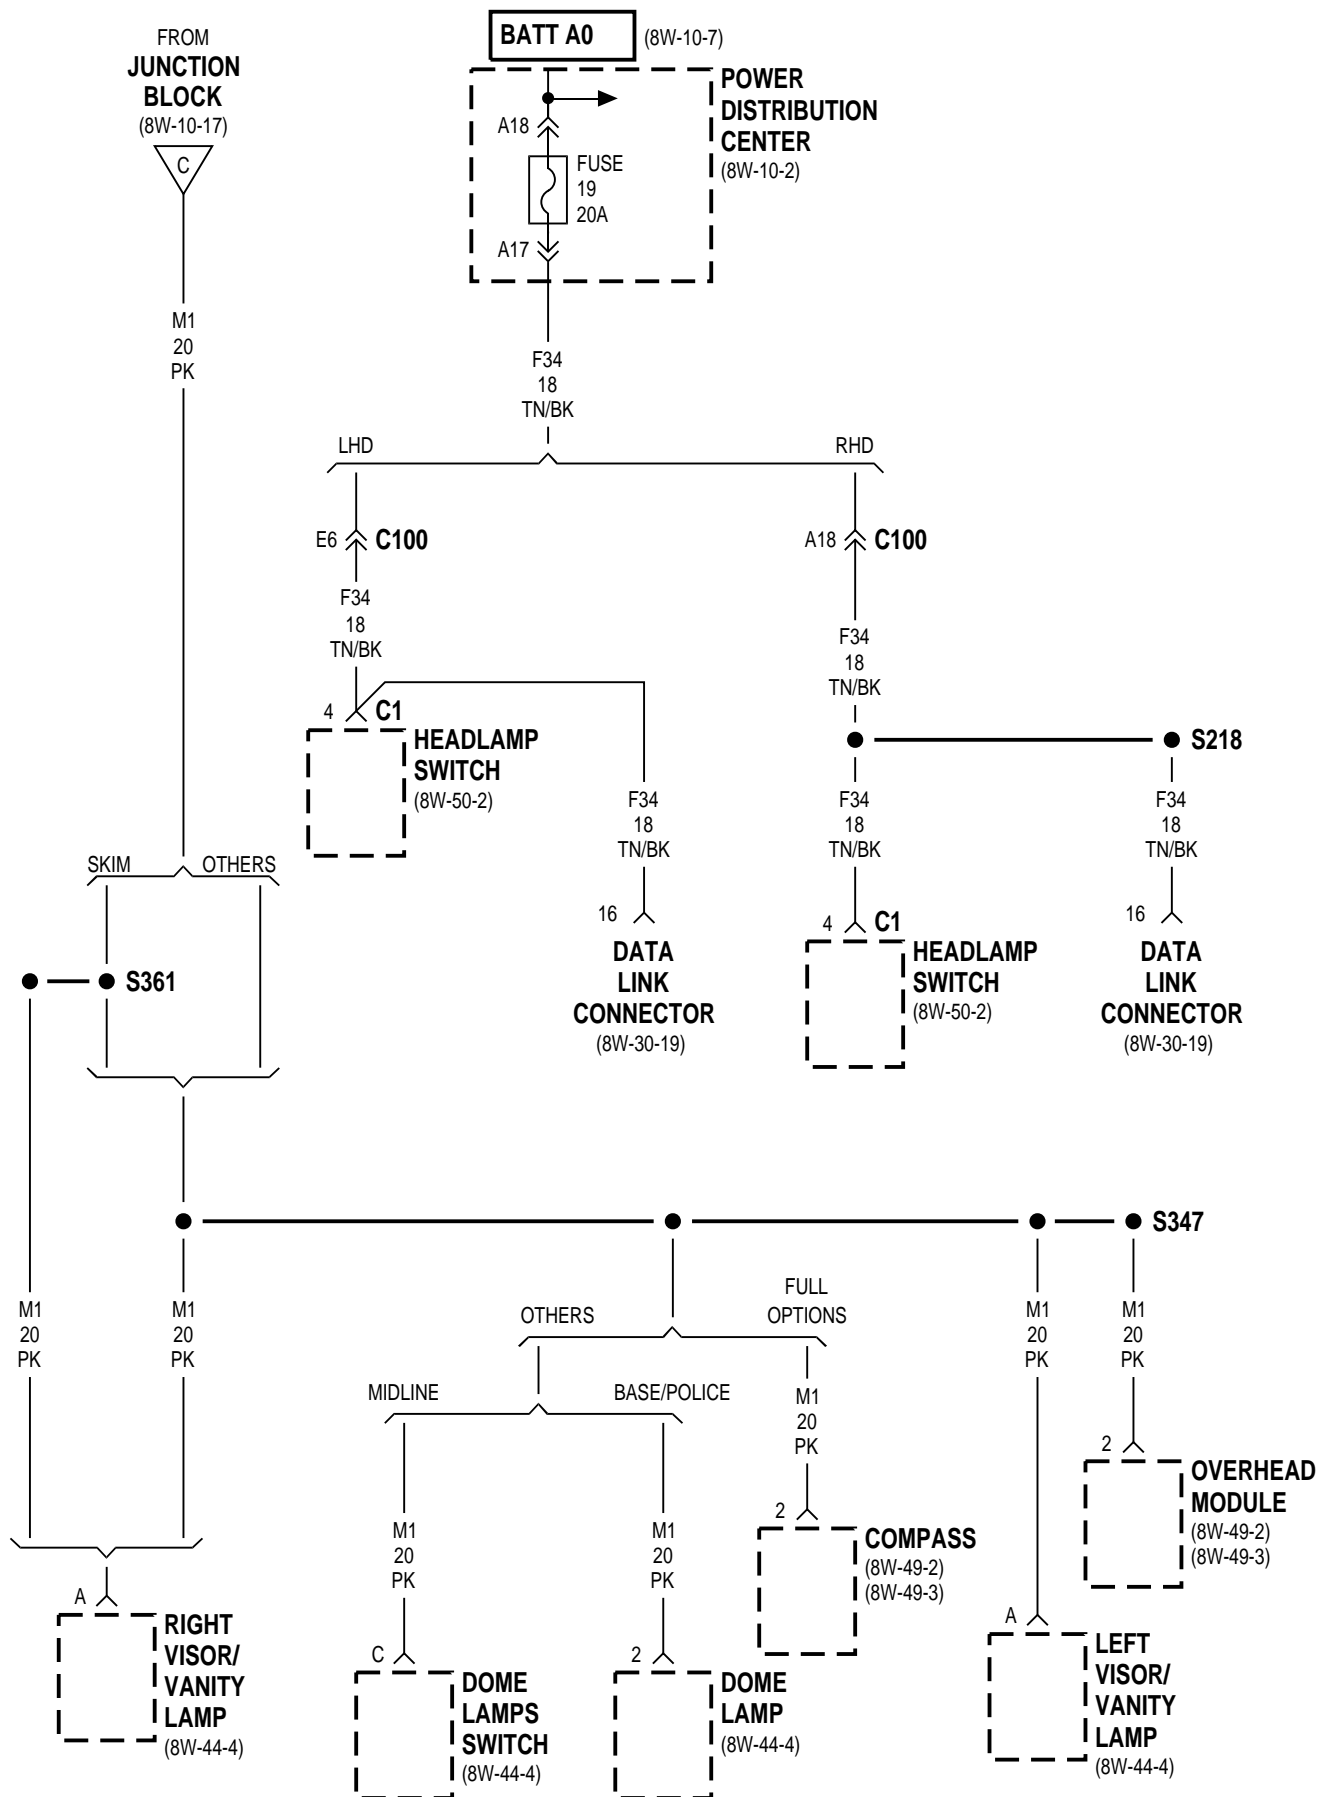 FROM
JUNCTION
BLOCK
(8W-10-17)
C
BATT A0
(8W-10-7)
POWER
DISTRIBUTION
CENTER
(8W-10-2)
A18
FUSE
19
20A
A17
M1
20
PK
F34
18
TN/BK
LHD
RHD
E6
C100
A18
C100
F34
18
TN/BK
F34
18
TN/BK
4
C1
HEADLAMP
SWITCH
(8W-50-2)
S218
F34
18
TN/BK
F34
18
TN/BK
F34
18
TN/BK
SKIM
OTHERS
16
DATA
LINK
CONNECTOR
(8W-30-19)
4
C1
HEADLAMP
SWITCH
(8W-50-2)
16
DATA
LINK
CONNECTOR
(8W-30-19)
S361
S347
M1
20
PK
M1
20
PK
OTHERS
FULL
OPTIONS
M1
20
PK
M1
20
PK
MIDLINE
BASE/POLICE
M1
20
PK
2
OVERHEAD
MODULE
(8W-49-2)
(8W-49-3)
M1
20
PK
M1
20
PK
2
COMPASS
(8W-49-2)
(8W-49-3)
A
RIGHT
VISOR/
VANITY
LAMP
(8W-44-4)
C
DOME
LAMPS
SWITCH
(8W-44-4)
2
DOME
LAMP
(8W-44-4)
A
LEFT
VISOR/
VANITY
LAMP
(8W-44-4)